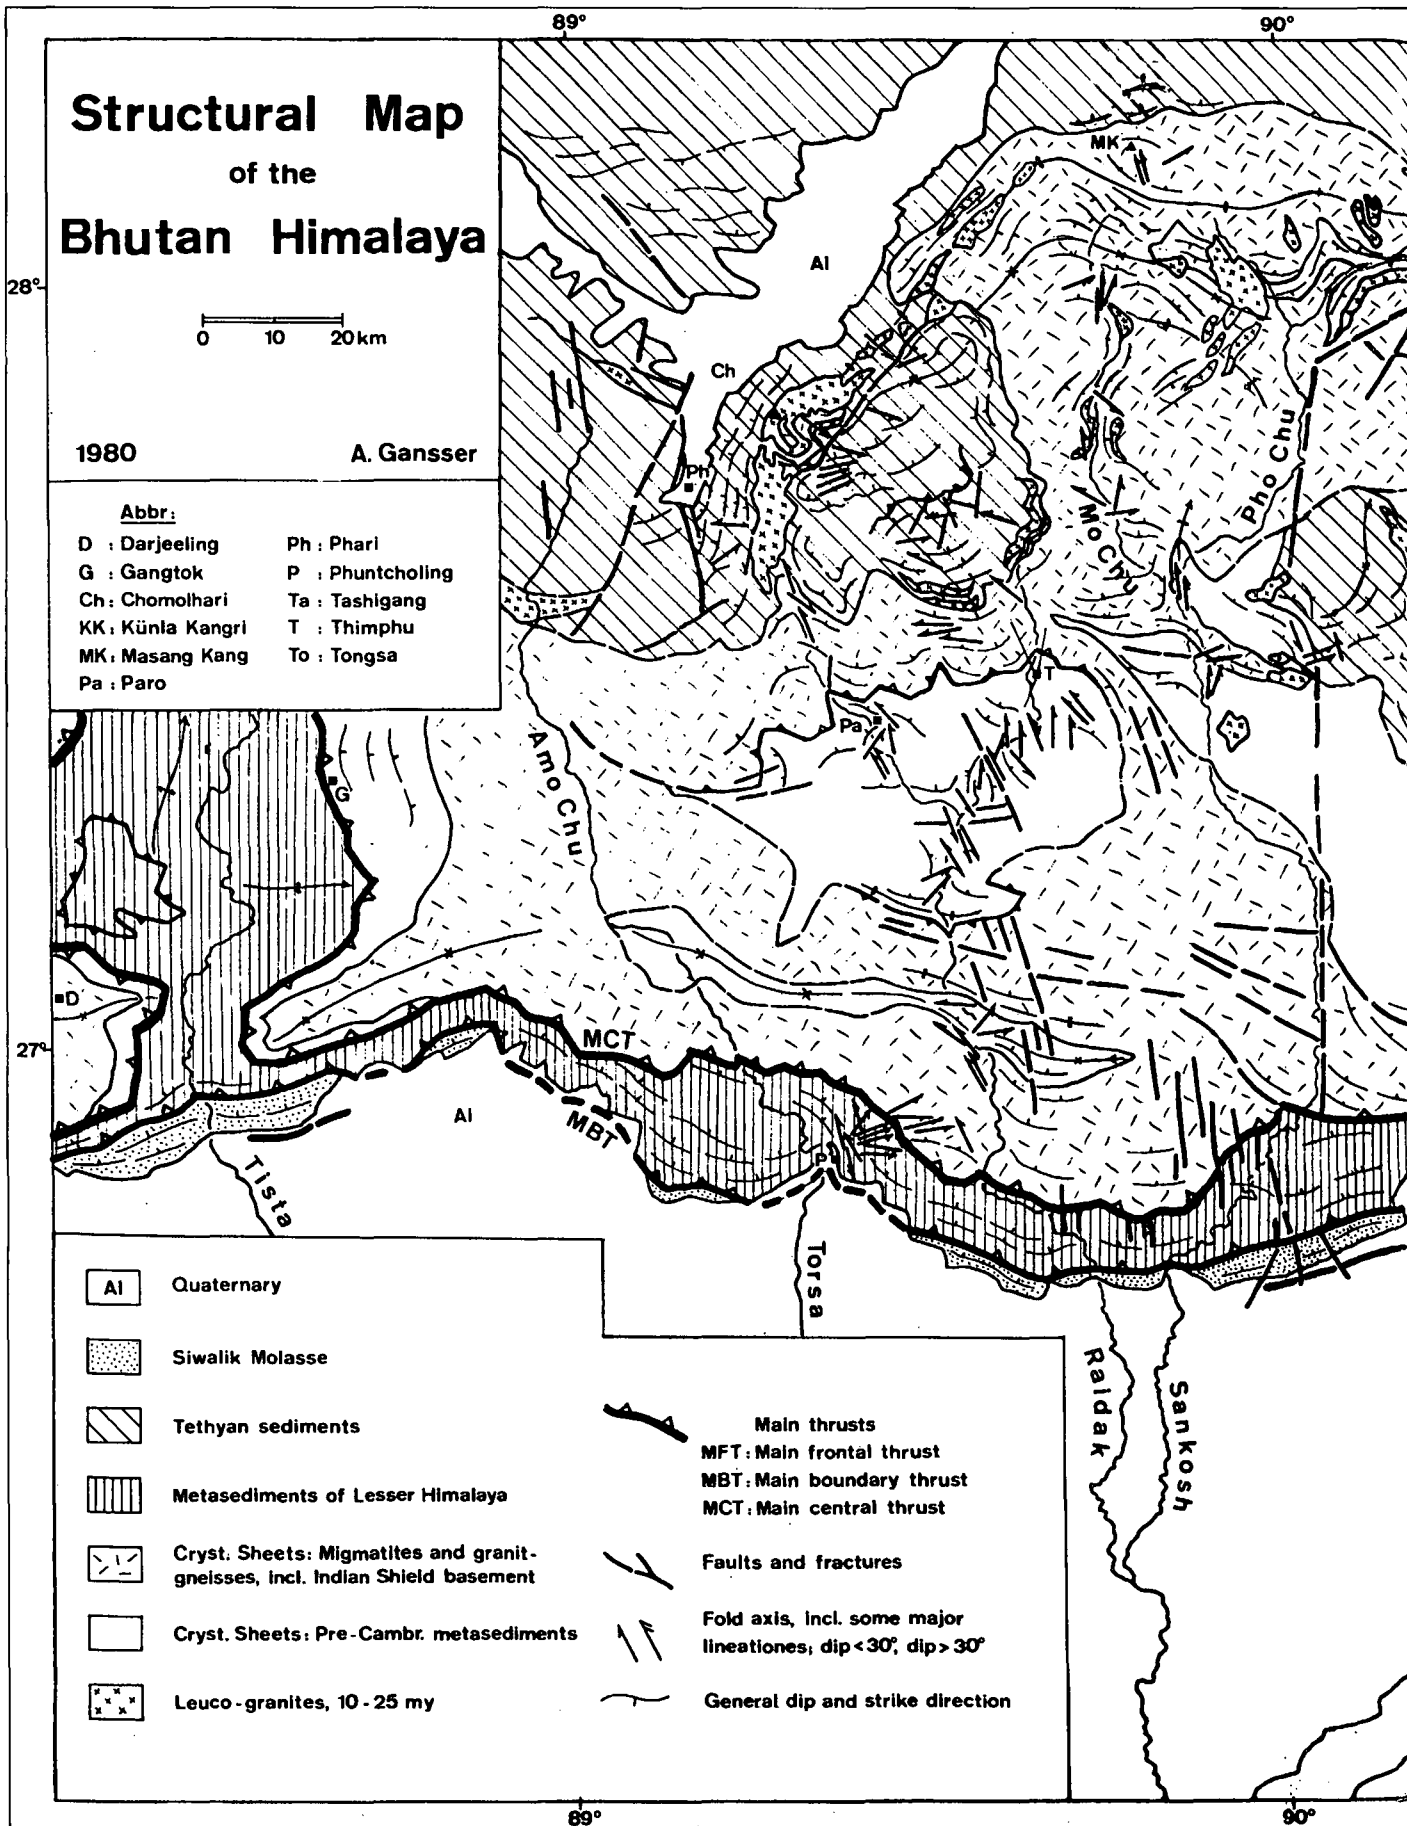 89°
90°
Structural Map
of the
Bhutan Himalaya
28°
0 10 20 km
1980 A. Gansser
Abbr:
D : Darjeeling
G : Gangtok
Ch : Chomolhari
KK : Künla Kangri
MK : Masang Kang
Pa : Paro
Ph : Phari
P : Phuntcholing
Ta : Tashigang
T : Thimphu
To : Tongsa
MK
Al
Ch
Ph
Pho Chu
Mo Chu
T
Pa
Amo Chu
G
D
27°
MCT
Al
MBT
P
Tista
Torsa
Raidak
Sankosh
Al Quaternary
Siwalik Molasse
Tethyan sediments
Metasediments of Lesser Himalaya
Cryst. Sheets: Migmatites and granit-
gneisses, incl. Indian Shield basement
Cryst. Sheets: Pre-Cambr. metasediments
Leuco-granites, 10-25 my
Main thrusts
MFT: Main frontal thrust
MBT: Main boundary thrust
MCT: Main central thrust
Faults and fractures
Fold axis, incl. some major
lineationes; dip<30°, dip>30°
General dip and strike direction
89°
90°